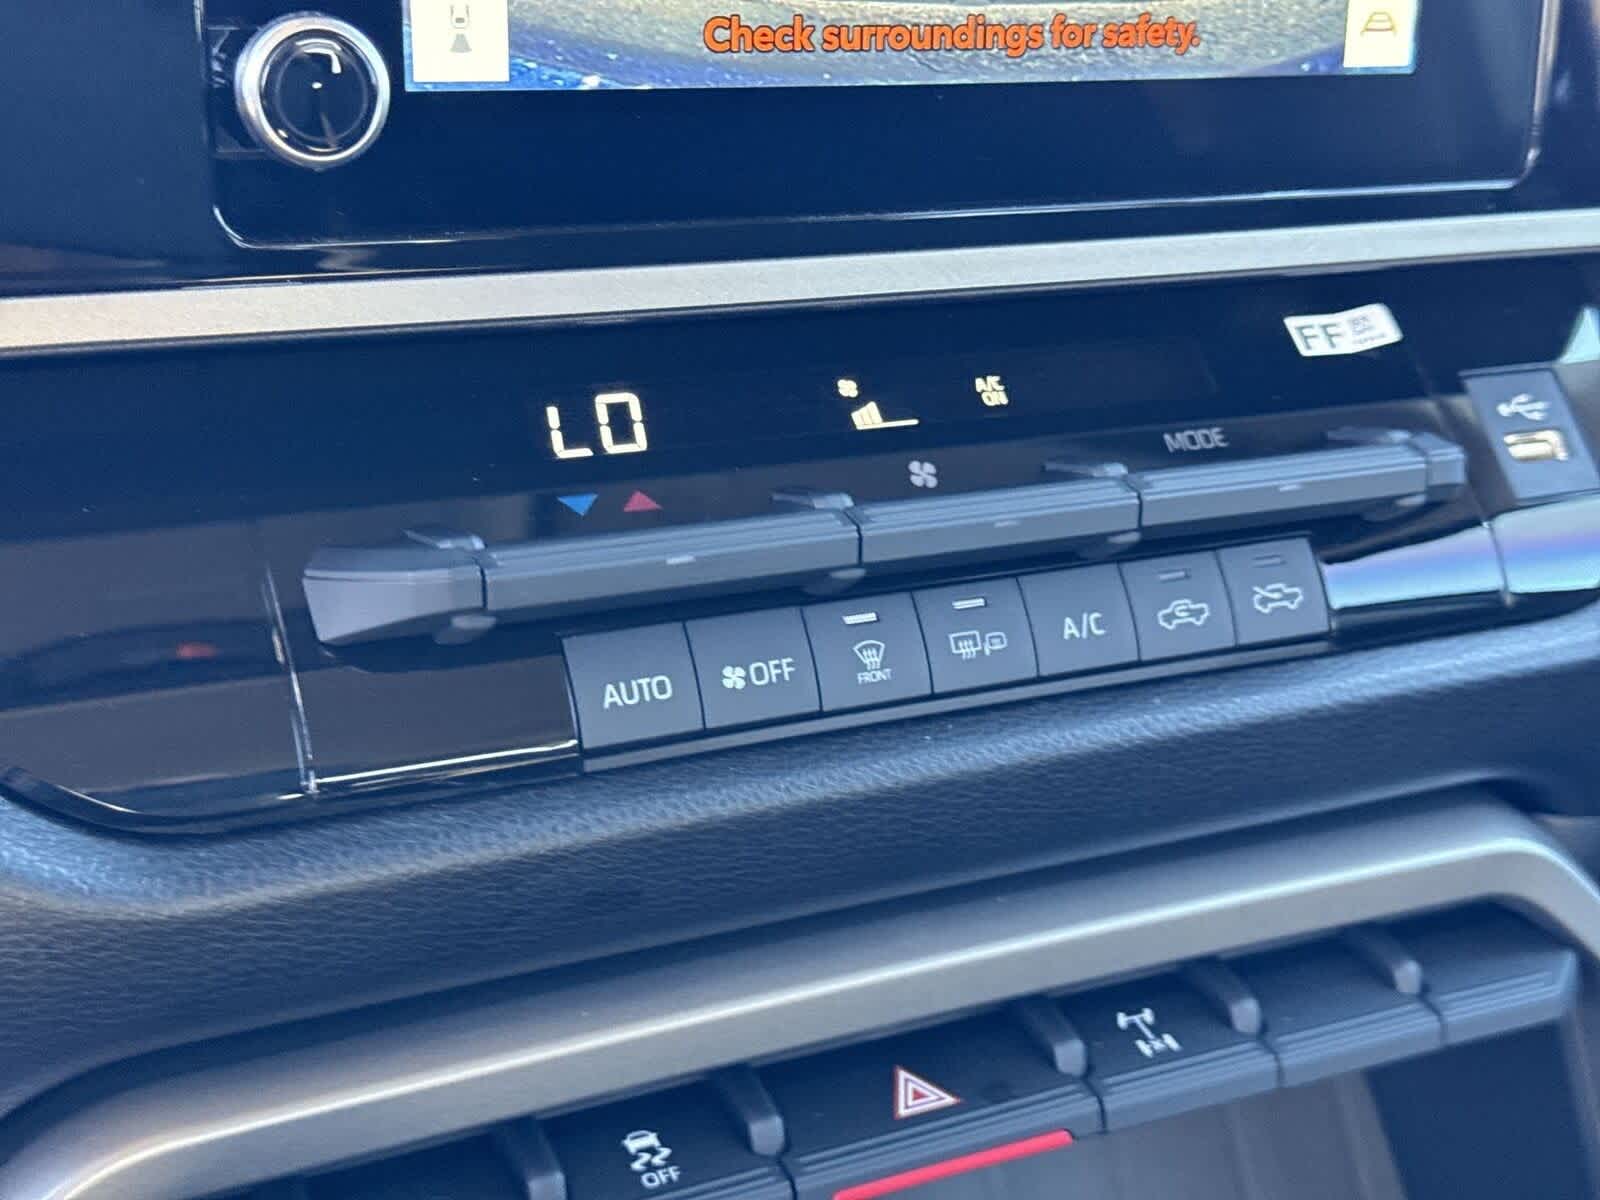 Check surroundings for safety.
FF
LO
A/C
ON
MODE
AUTO
OFF
FRONT
A/C
OFF